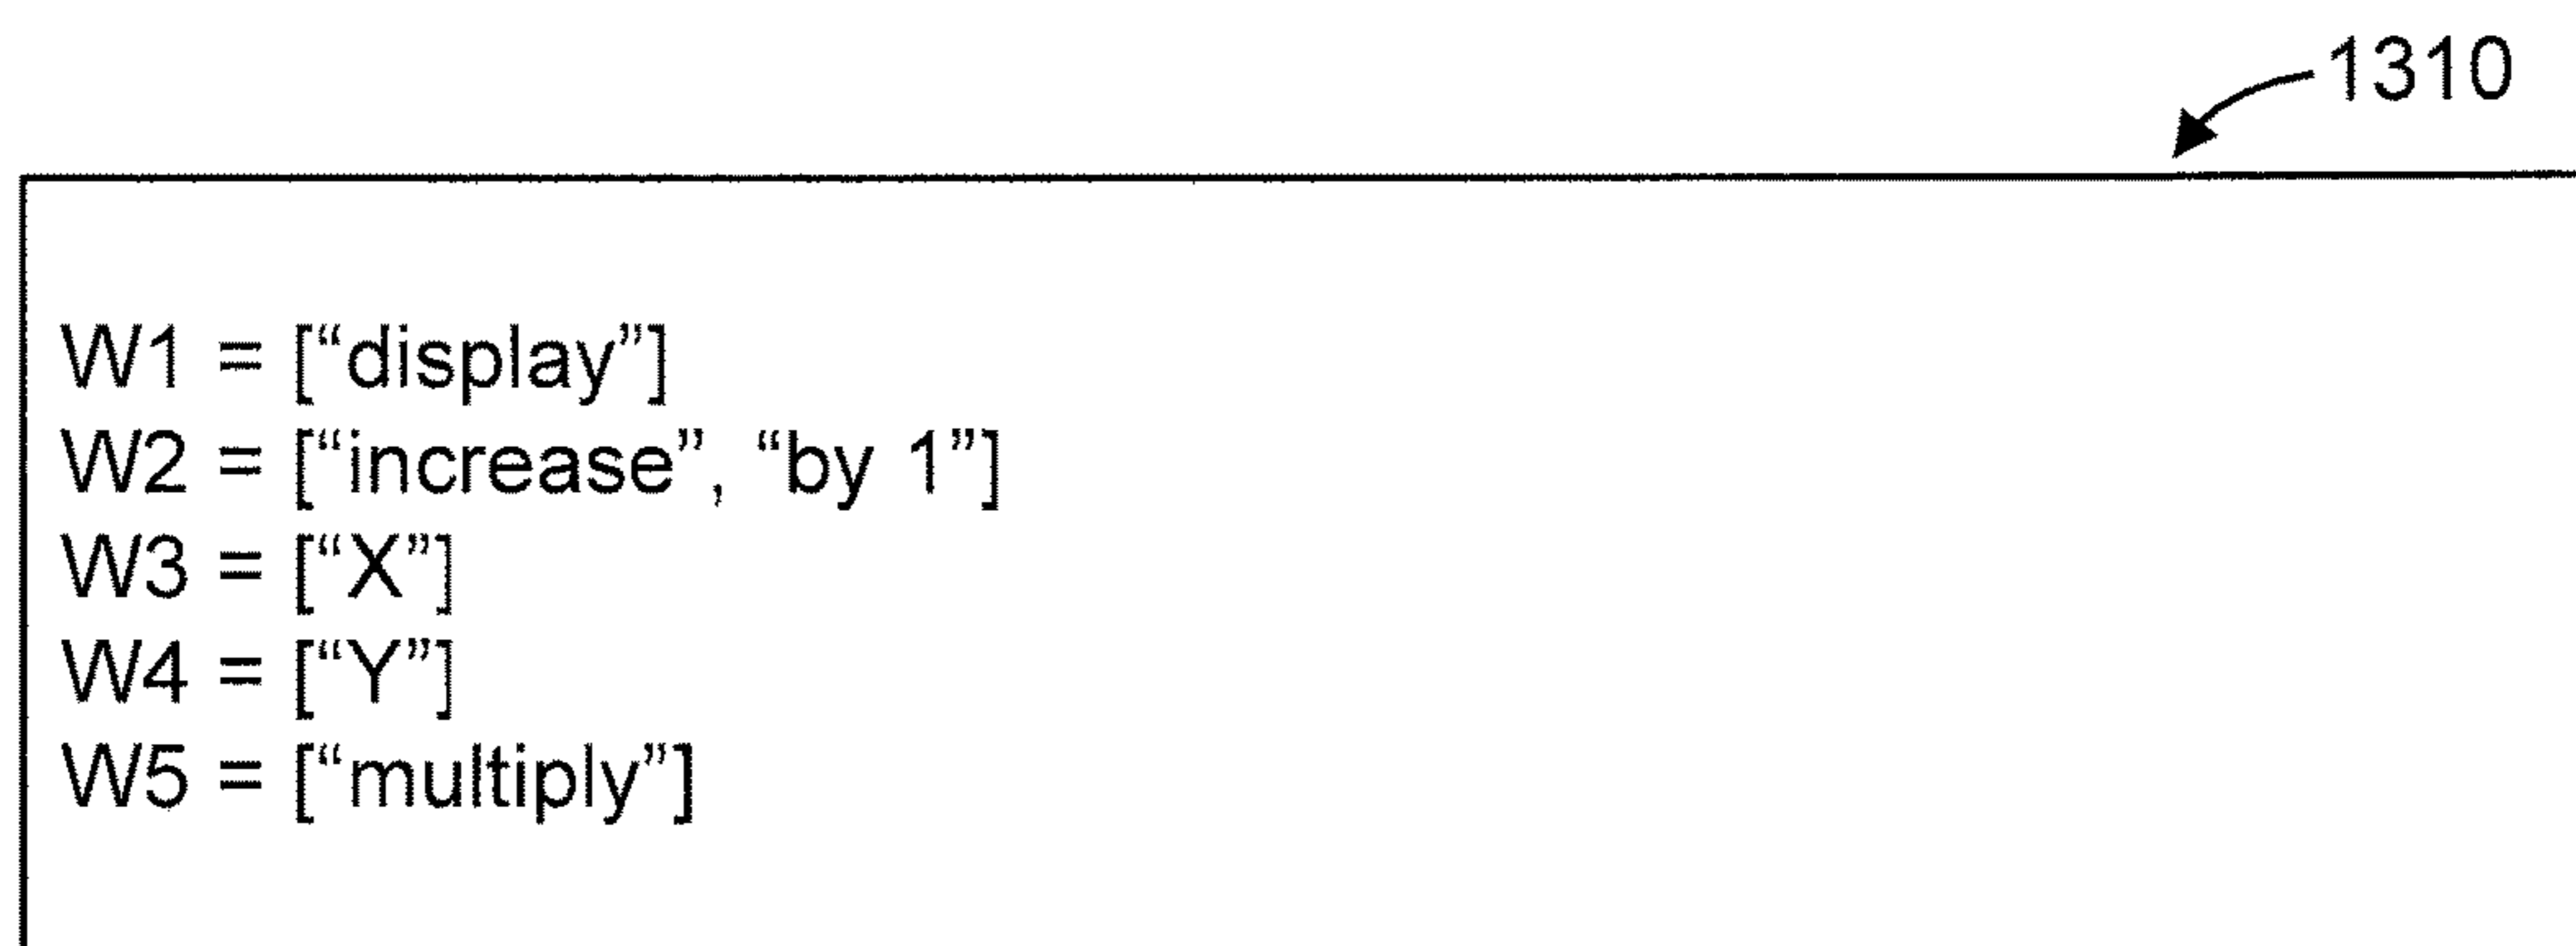 1310
W1 = [“display”]
W2 = [“increase”, “by 1”]
W3 = [“X”]
W4 = [“Y”]
W5 = [“multiply”]